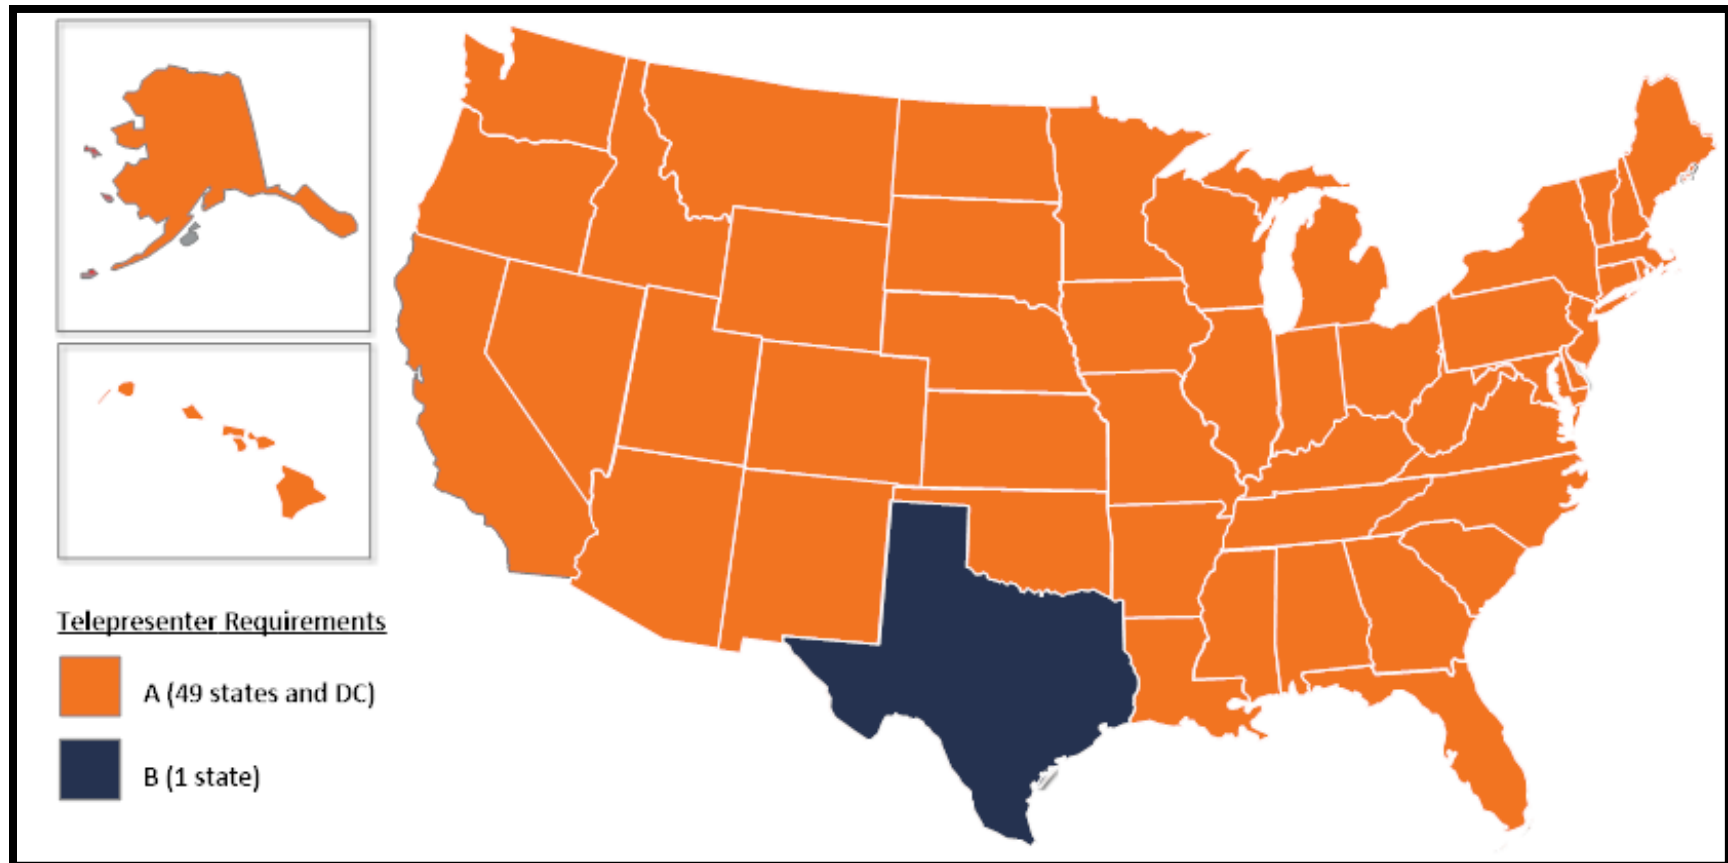 Telepresenter Requirements
A (49 states and DC)
B (1 state)